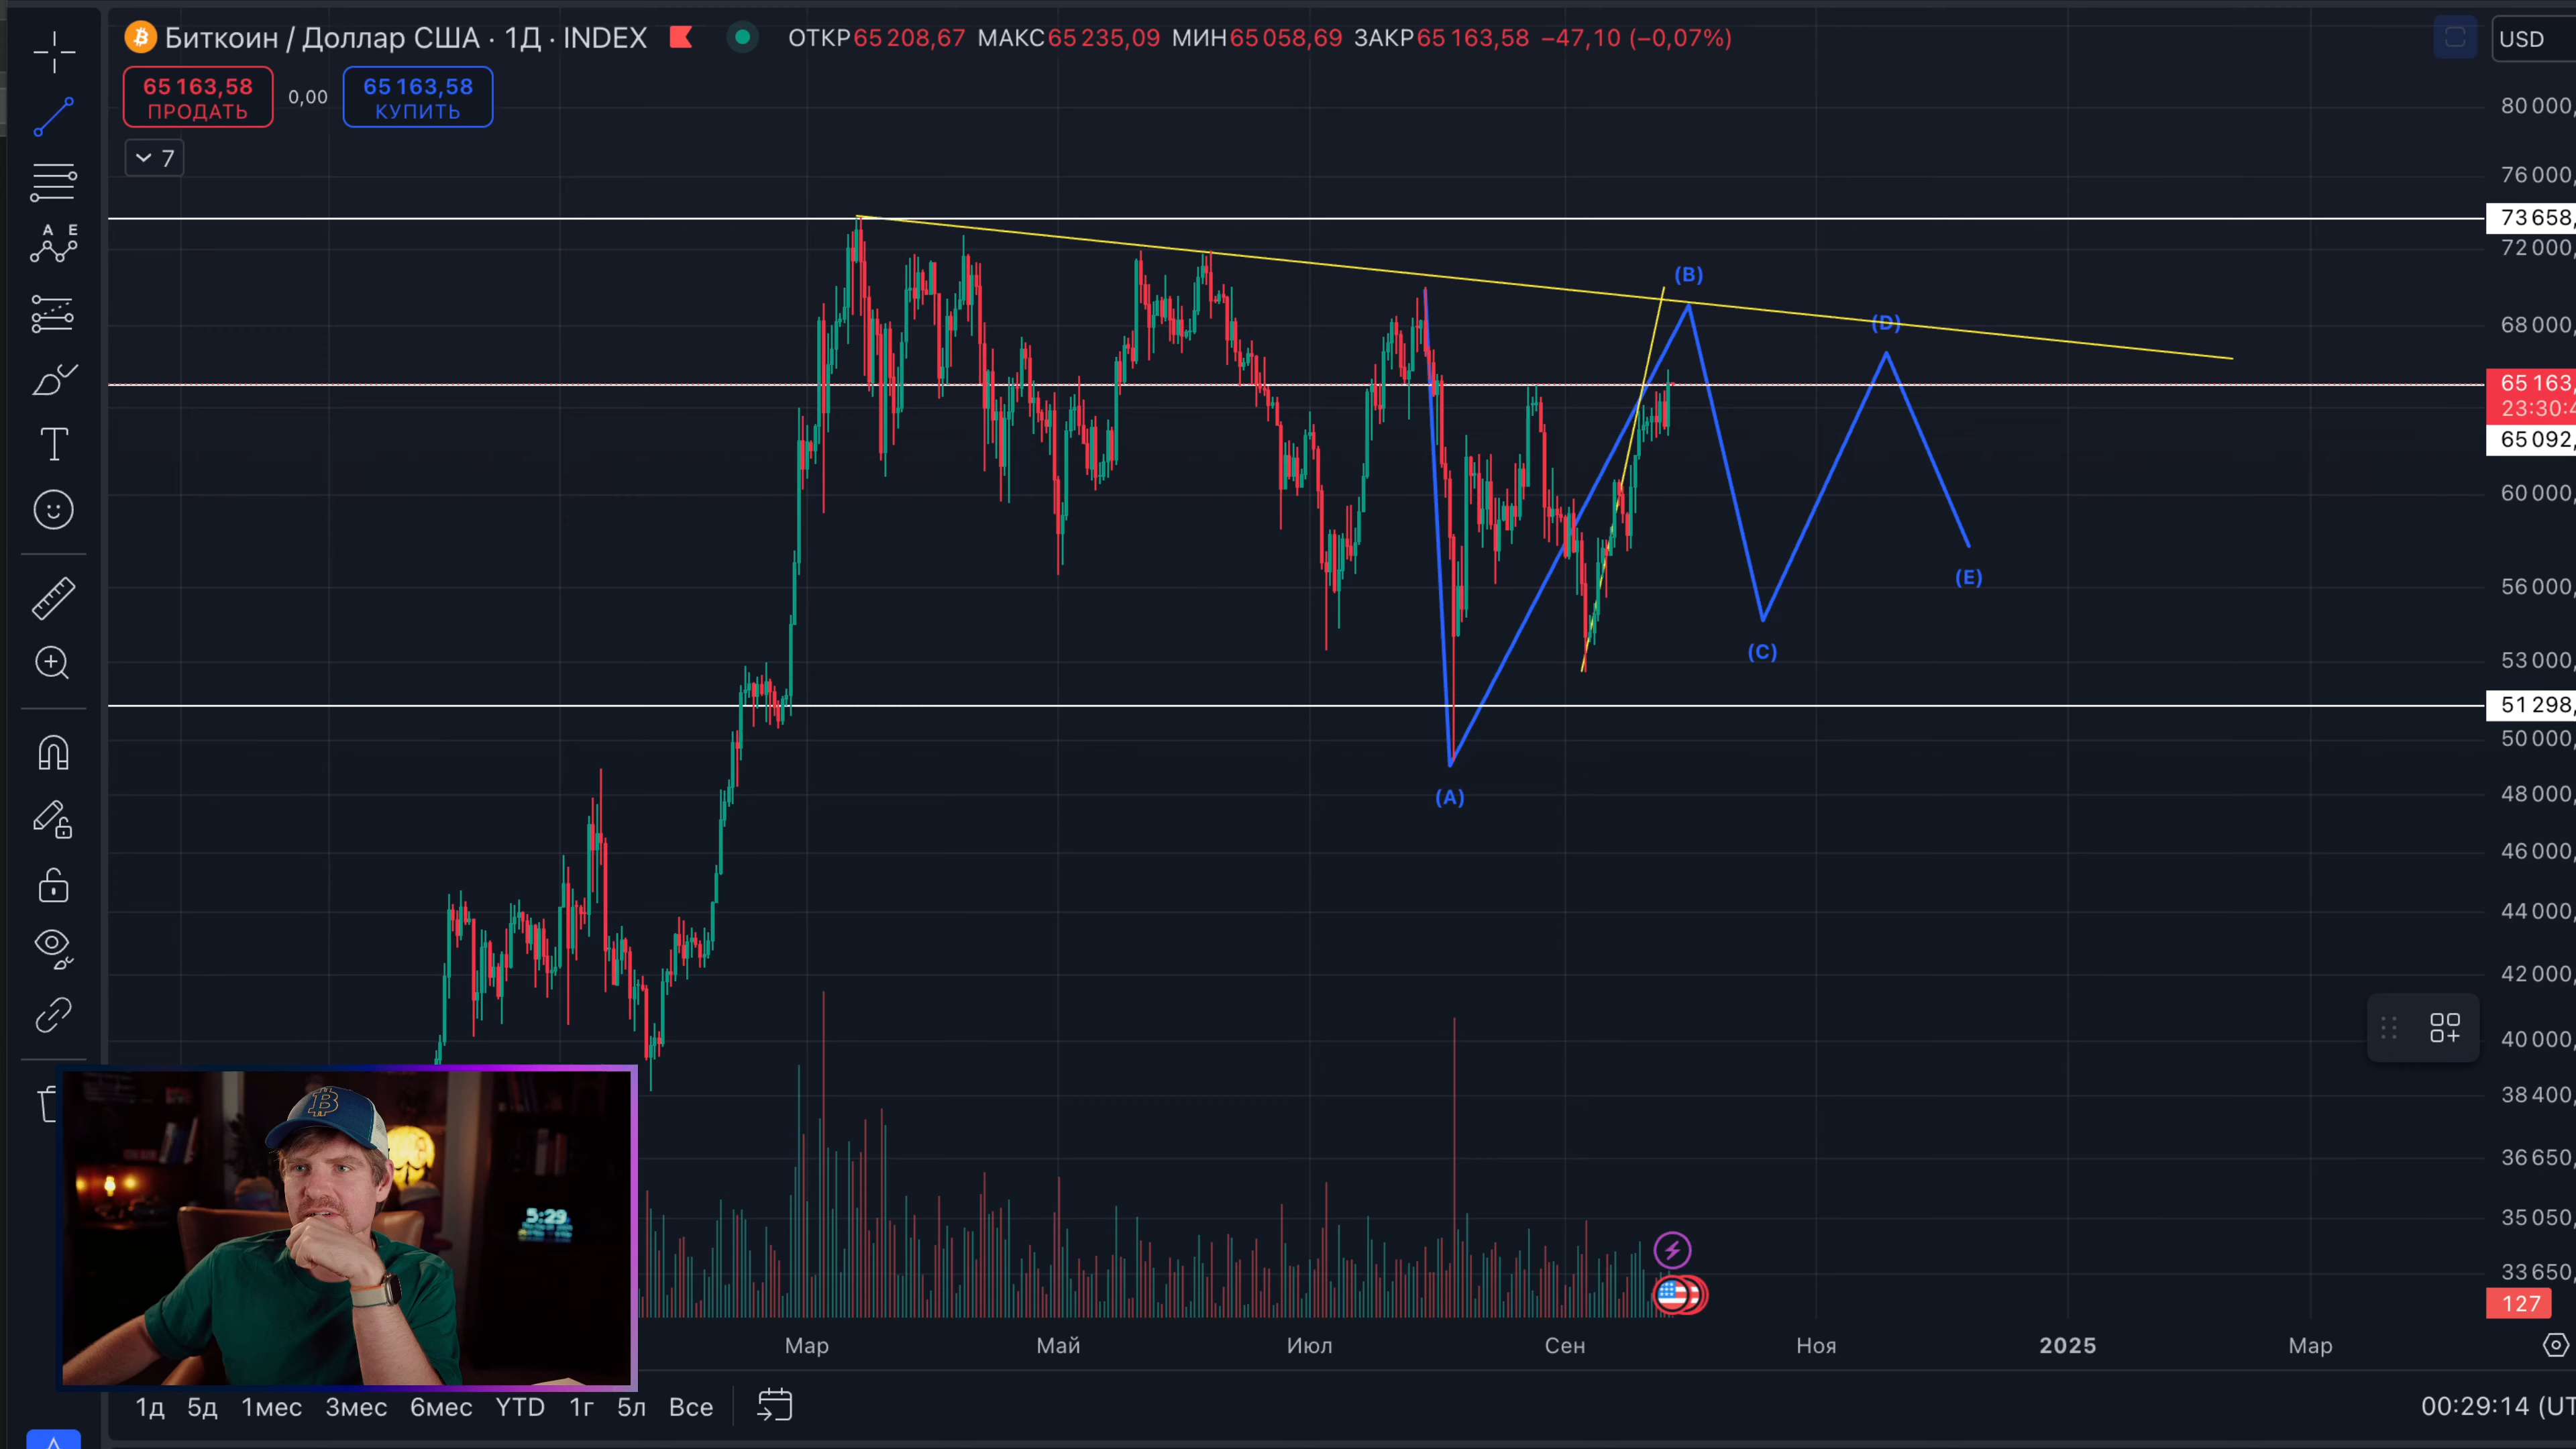 Биткоин / Доллар США · 1Д · INDEX
ОТКР65 208,67 МАКС65 235,09 МИН65 058,69 ЗАКР65 163,58 −47,10 (−0,07%)
USD
65 163,58
ПРОДАТЬ
0,00
65 163,58
КУПИТЬ
7
A E
T
80 000,
76 000,
73 658,
72 000,
68 000,
65 163,
23:30:4
65 092,
60 000,
56 000,
53 000,
51 298,
50 000,
48 000,
46 000,
44 000,
42 000,
40 000,
38 400,
36 650,
35 050,
33 650,
127
(B)
(D)
(E)
(C)
(A)
B
5:29
Мар Май Июл Сен Ноя 2025 Мар
1д 5д 1мес 3мес 6мес YTD 1г 5л Все
00:29:14 (UT